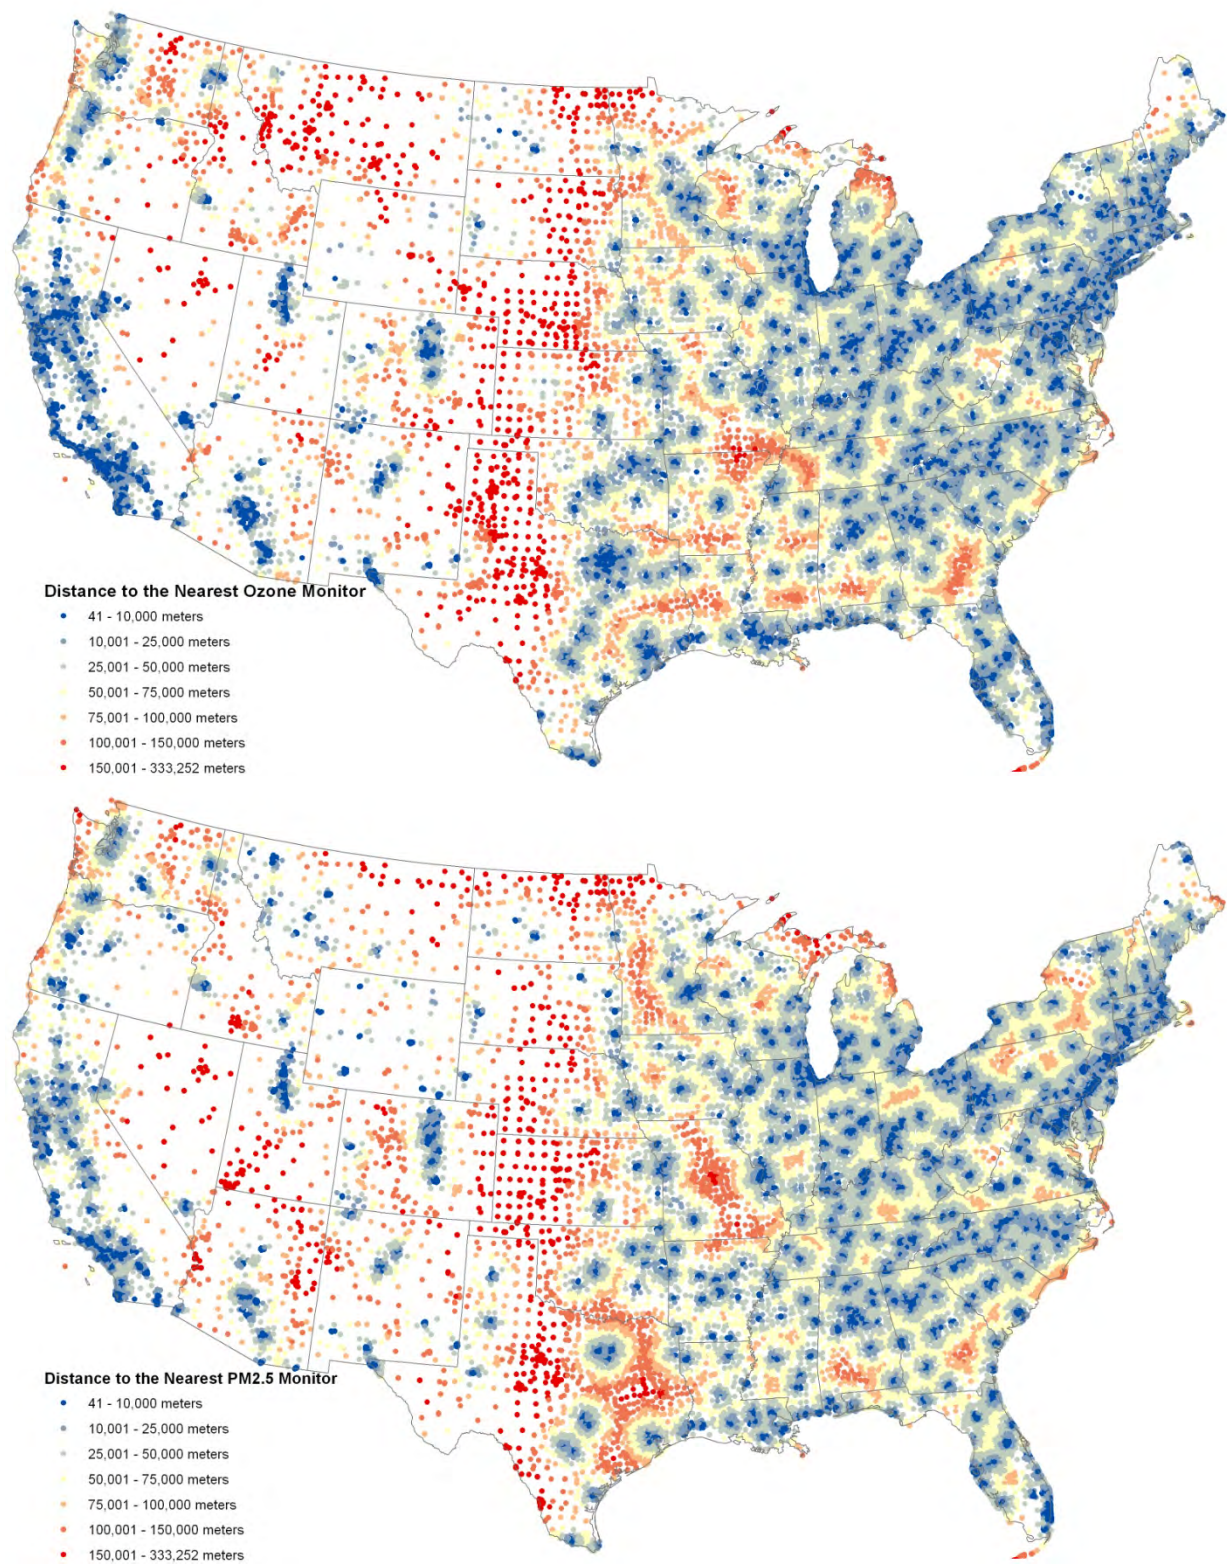 Distance to the Nearest Ozone Monitor
41 - 10,000 meters
10,001 - 25,000 meters
25,001 - 50,000 meters
50,001 - 75,000 meters
75,001 - 100,000 meters
100,001 - 150,000 meters
150,001 - 333,252 meters
Distance to the Nearest PM2.5 Monitor
41 - 10,000 meters
10,001 - 25,000 meters
25,001 - 50,000 meters
50,001 - 75,000 meters
75,001 - 100,000 meters
100,001 - 150,000 meters
150,001 - 333,252 meters